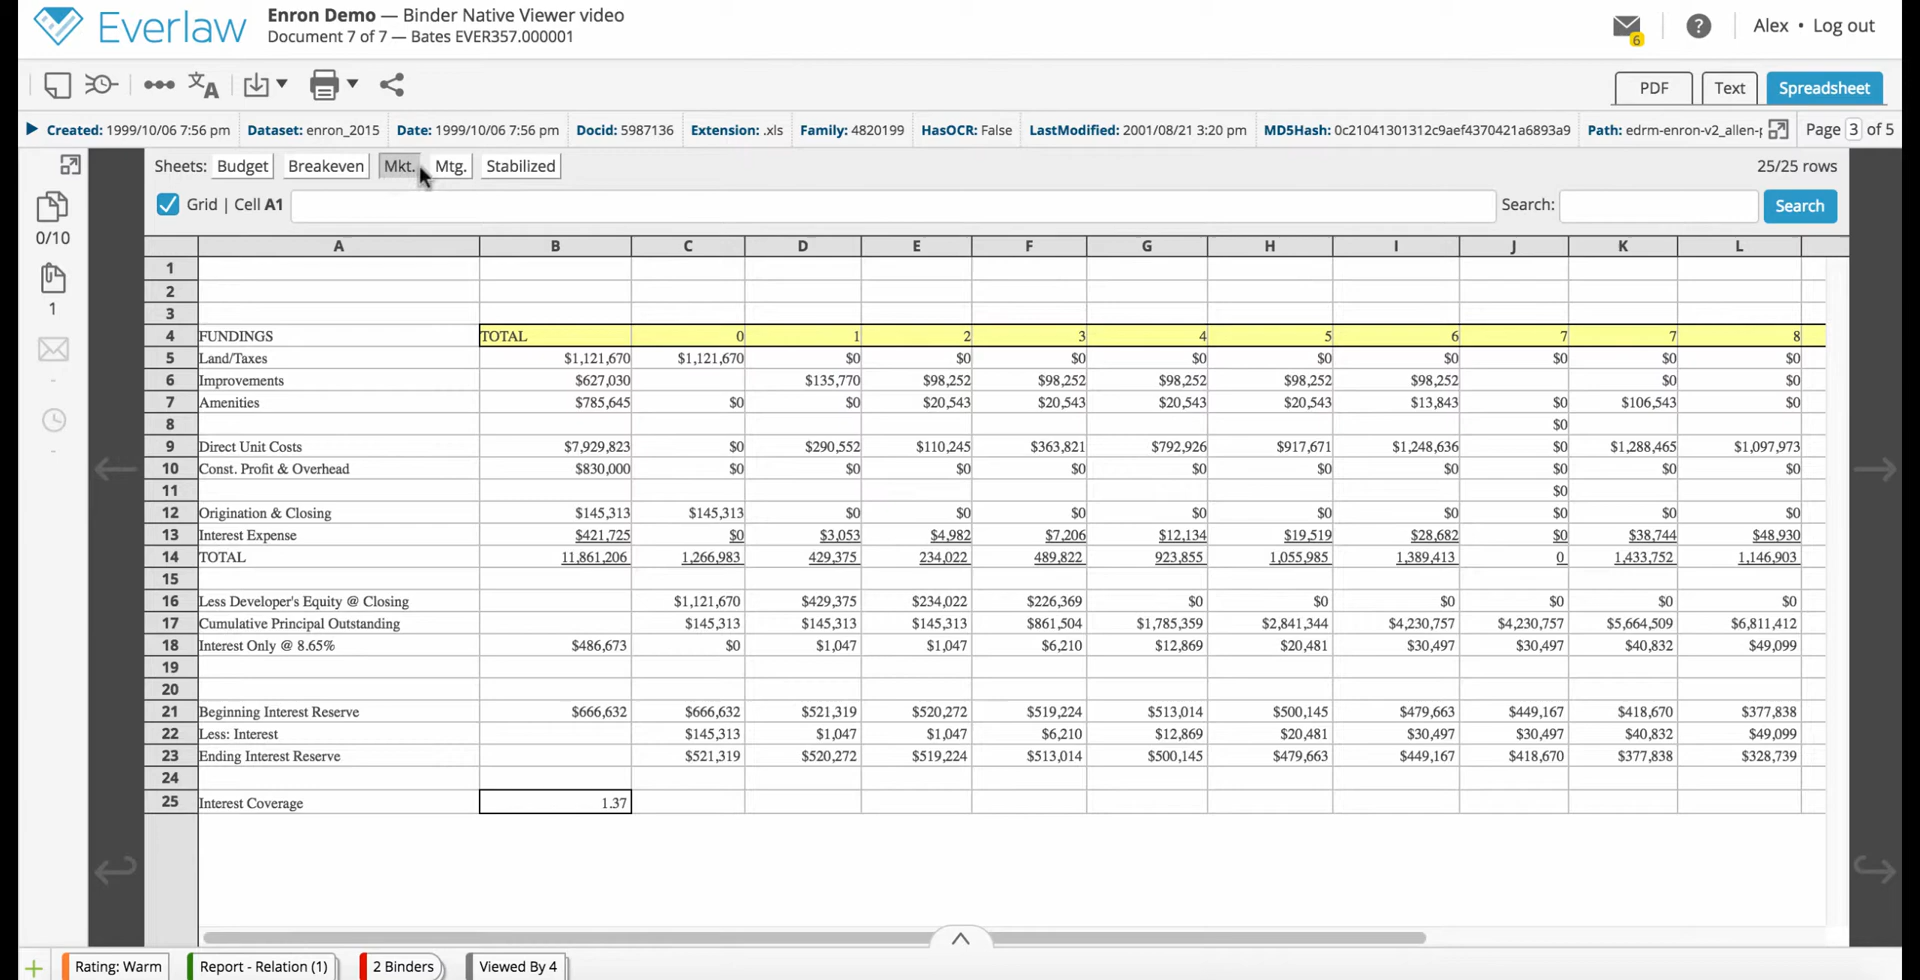 Everlaw
Enron Demo — Binder Native Viewer video
Document 7 of 7 — Bates EVER357.000001
6
?
Alex • Log out
文A
PDF Text Spreadsheet
Created: 1999/10/06 7:56 pm Dataset: enron_2015 Date: 1999/10/06 7:56 pm Docid: 5987136 Extension: .xls Family: 4820199 HasOCR: False LastModified: 2001/08/21 3:20 pm MD5Hash: 0c21041301312c9aef4370421a6893a9 Path: edrm-enron-v2_allen-p Page 3 of 5
Sheets: Budget Breakeven Mkt. Mtg. Stabilized 25/25 rows
Grid | Cell A1 Search: Search
0/10
1
-
-
A B C D E F G H I J K L
1
2
3
4 FUNDINGS TOTAL 0 1 2 3 4 5 6 7 7 8
5 Land/Taxes $1,121,670 $1,121,670 $0 $0 $0 $0 $0 $0 $0 $0 $0
6 Improvements $627,030 $135,770 $98,252 $98,252 $98,252 $98,252 $98,252 $0 $0
7 Amenities $785,645 $0 $0 $20,543 $20,543 $20,543 $20,543 $13,843 $0 $106,543 $0
8 $0
9 Direct Unit Costs $7,929,823 $0 $290,552 $110,245 $363,821 $792,926 $917,671 $1,248,636 $0 $1,288,465 $1,097,973
10 Const. Profit & Overhead $830,000 $0 $0 $0 $0 $0 $0 $0 $0 $0 $0
11 $0
12 Origination & Closing $145,313 $145,313 $0 $0 $0 $0 $0 $0 $0 $0 $0
13 Interest Expense $421,725 $0 $3,053 $4,982 $7,206 $12,134 $19,519 $28,682 $0 $38,744 $48,930
14 TOTAL 11,861,206 1,266,983 429,375 234,022 489,822 923,855 1,055,985 1,389,413 0 1,433,752 1,146,903
15
16 Less Developer's Equity @ Closing $1,121,670 $429,375 $234,022 $226,369 $0 $0 $0 $0 $0 $0
17 Cumulative Principal Outstanding $145,313 $145,313 $145,313 $861,504 $1,785,359 $2,841,344 $4,230,757 $4,230,757 $5,664,509 $6,811,412
18 Interest Only @ 8.65% $486,673 $0 $1,047 $1,047 $6,210 $12,869 $20,481 $30,497 $30,497 $40,832 $49,099
19
20
21 Beginning Interest Reserve $666,632 $666,632 $521,319 $520,272 $519,224 $513,014 $500,145 $479,663 $449,167 $418,670 $377,838
22 Less: Interest $145,313 $1,047 $1,047 $6,210 $12,869 $20,481 $30,497 $30,497 $40,832 $49,099
23 Ending Interest Reserve $521,319 $520,272 $519,224 $513,014 $500,145 $479,663 $449,167 $418,670 $377,838 $328,739
24
25 Interest Coverage 1.37
Rating: Warm Report - Relation (1) 2 Binders Viewed By 4